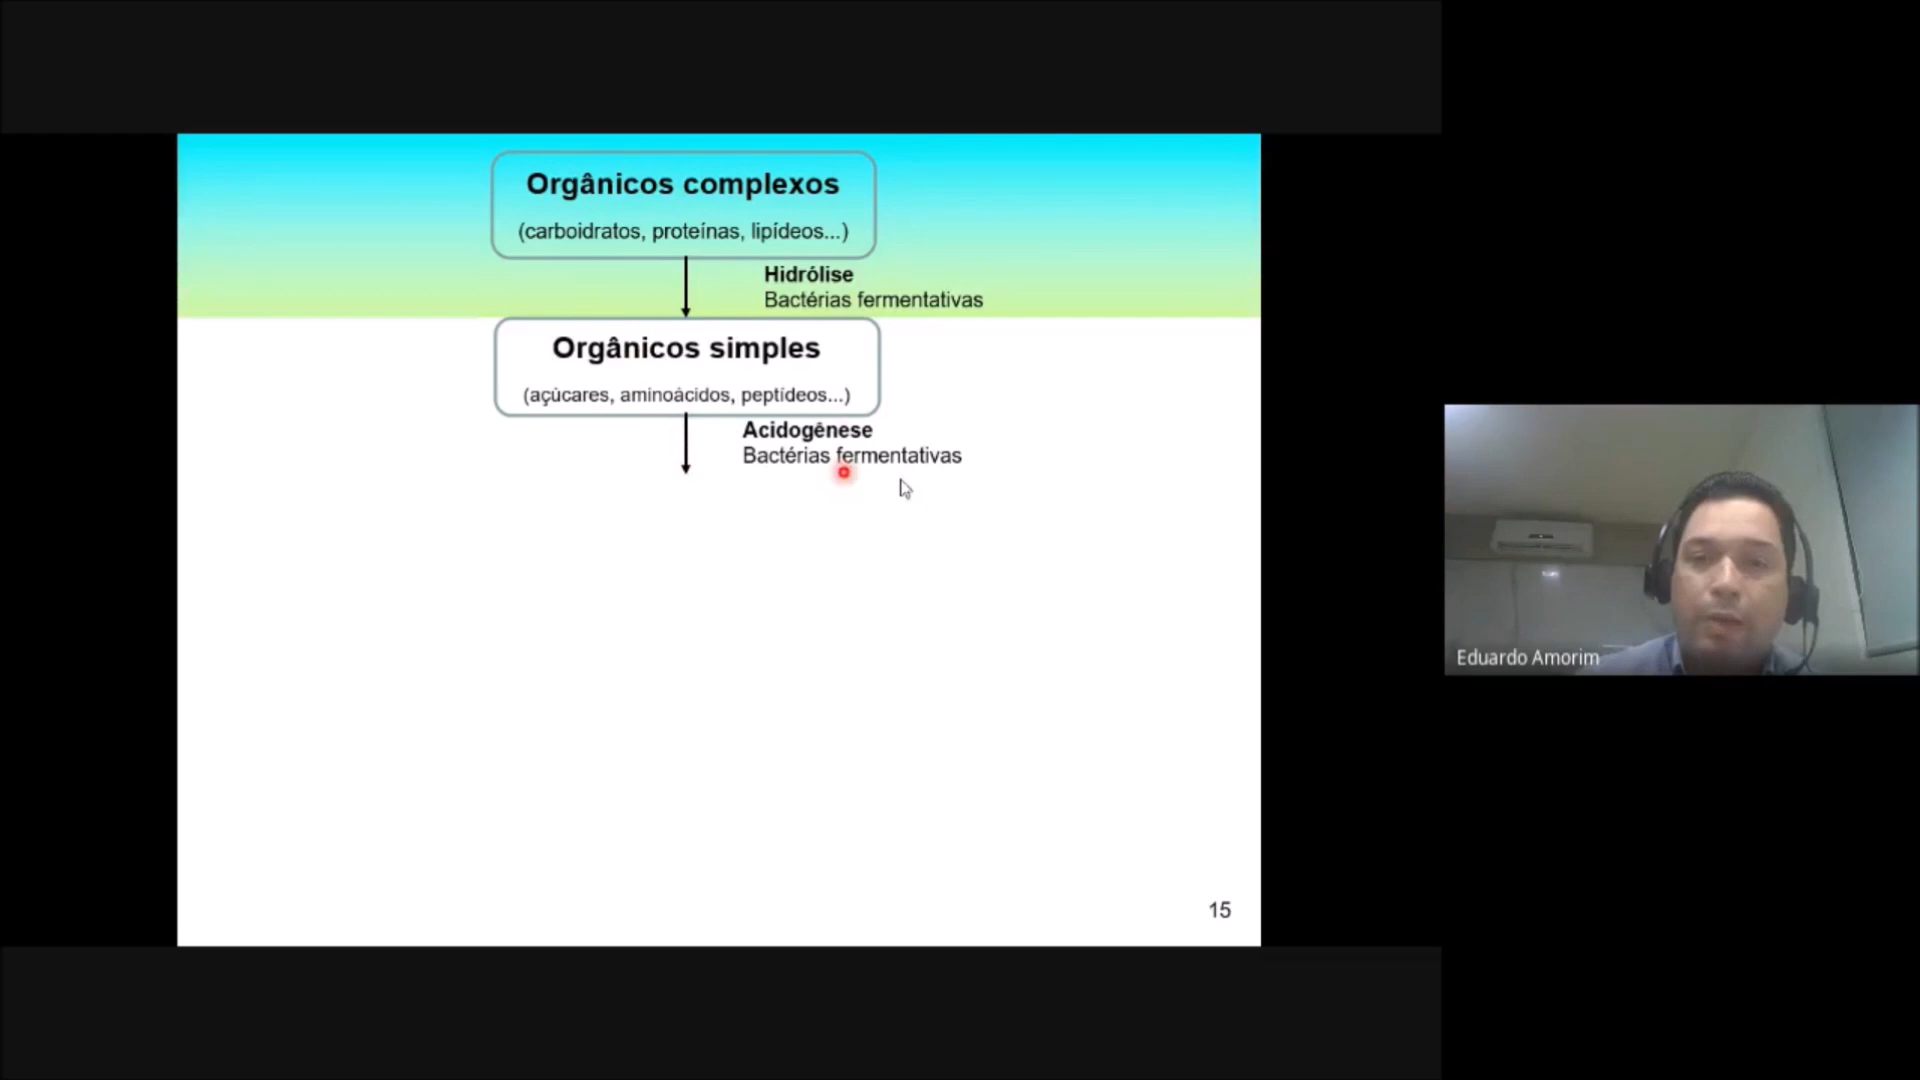 Orgânicos complexos
(carboidratos, proteínas, lipídeos...)
Hidrólise
Bactérias fermentativas
Orgânicos simples
(açúcares, aminoácidos, peptídeos...)
Acidogênese
Bactérias fermentativas
15
Eduardo Amorim